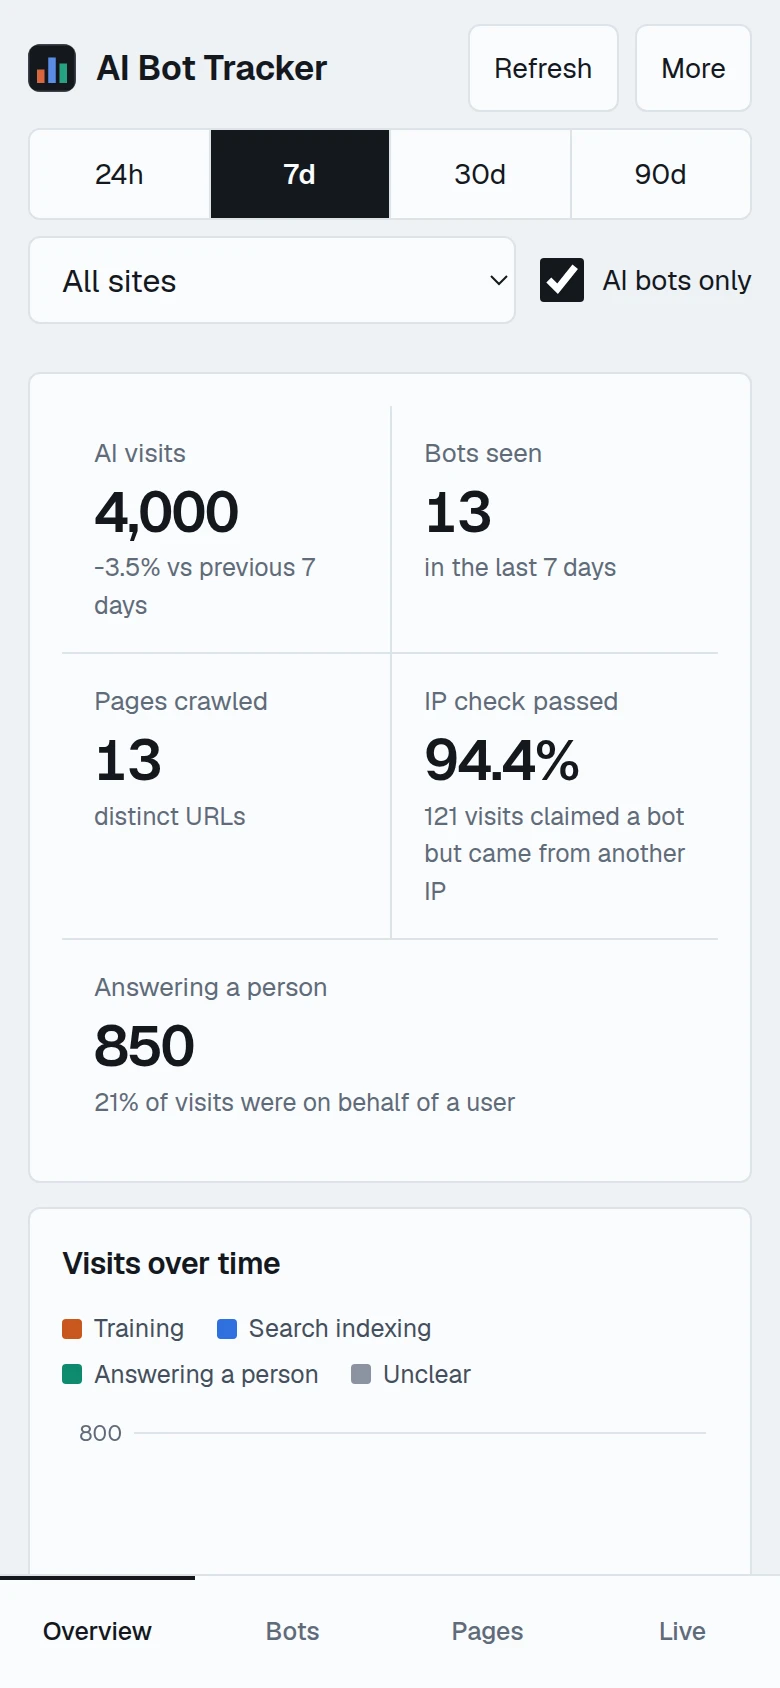 AI Bot Tracker
Refresh
More
24h
7d
30d
90d
All sites
AI bots only
AI visits
4,000
-3.5% vs previous 7
days
Bots seen
13
in the last 7 days
Pages crawled
13
distinct URLs
IP check passed
94.4%
121 visits claimed a bot
but came from another
IP
Answering a person
850
21% of visits were on behalf of a user
Visits over time
Training
Search indexing
Answering a person
Unclear
800
Overview
Bots
Pages
Live